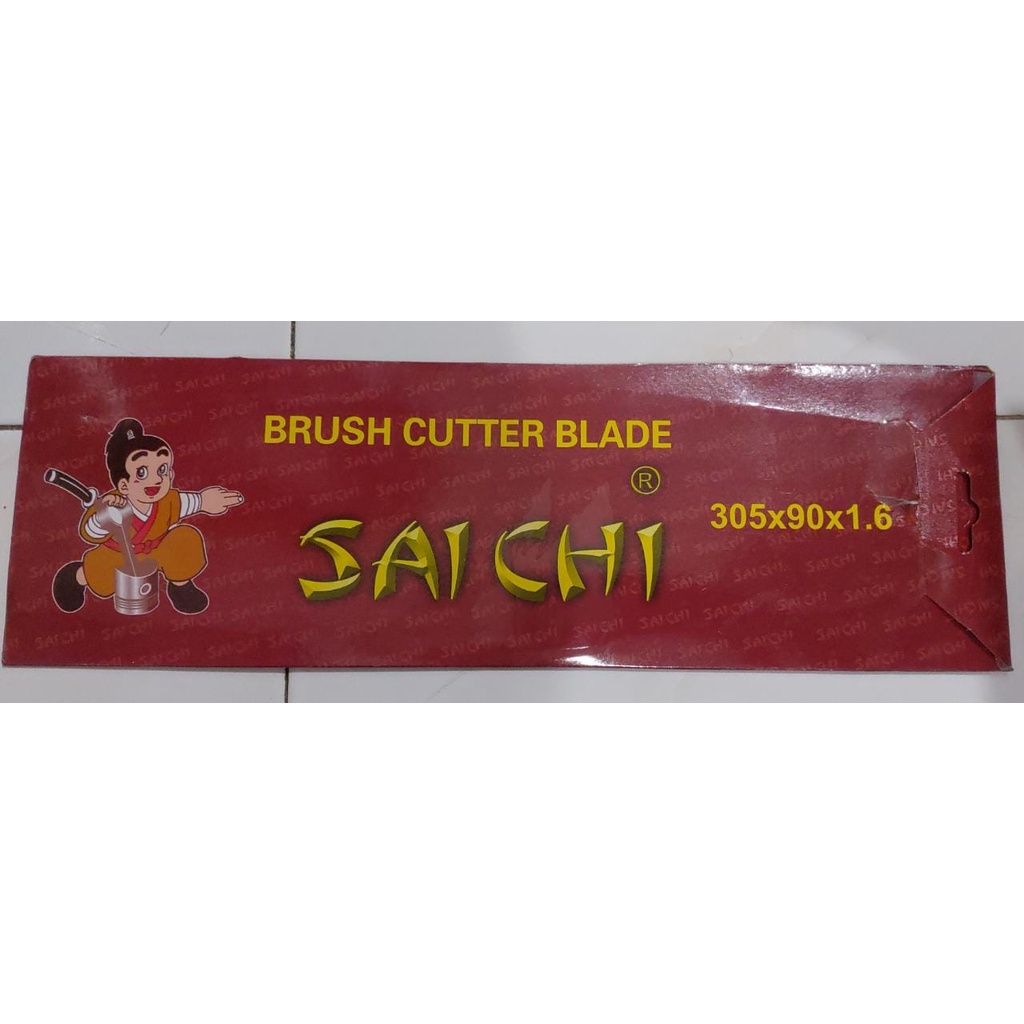 BRUSH CUTTER BLADE
®
SAI CHI
305x90x1.6